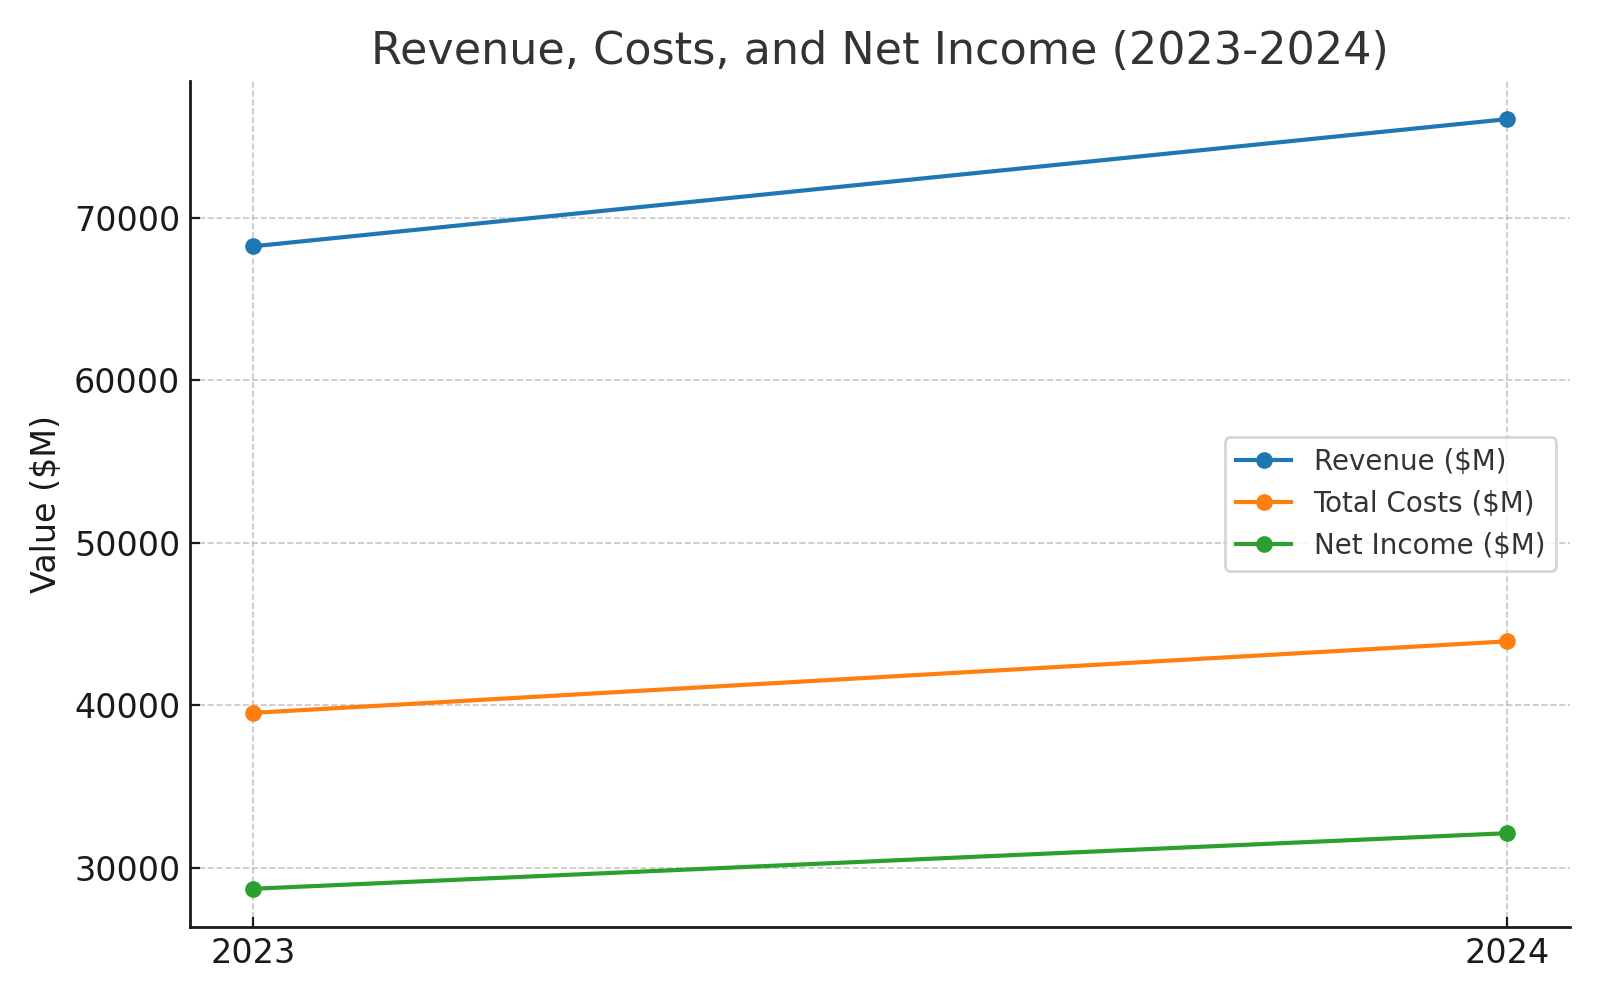 Revenue, Costs, and Net Income (2023-2024)
Value ($M)
70000
60000
50000
40000
30000
Revenue ($M)
Total Costs ($M)
Net Income ($M)
2023
2024